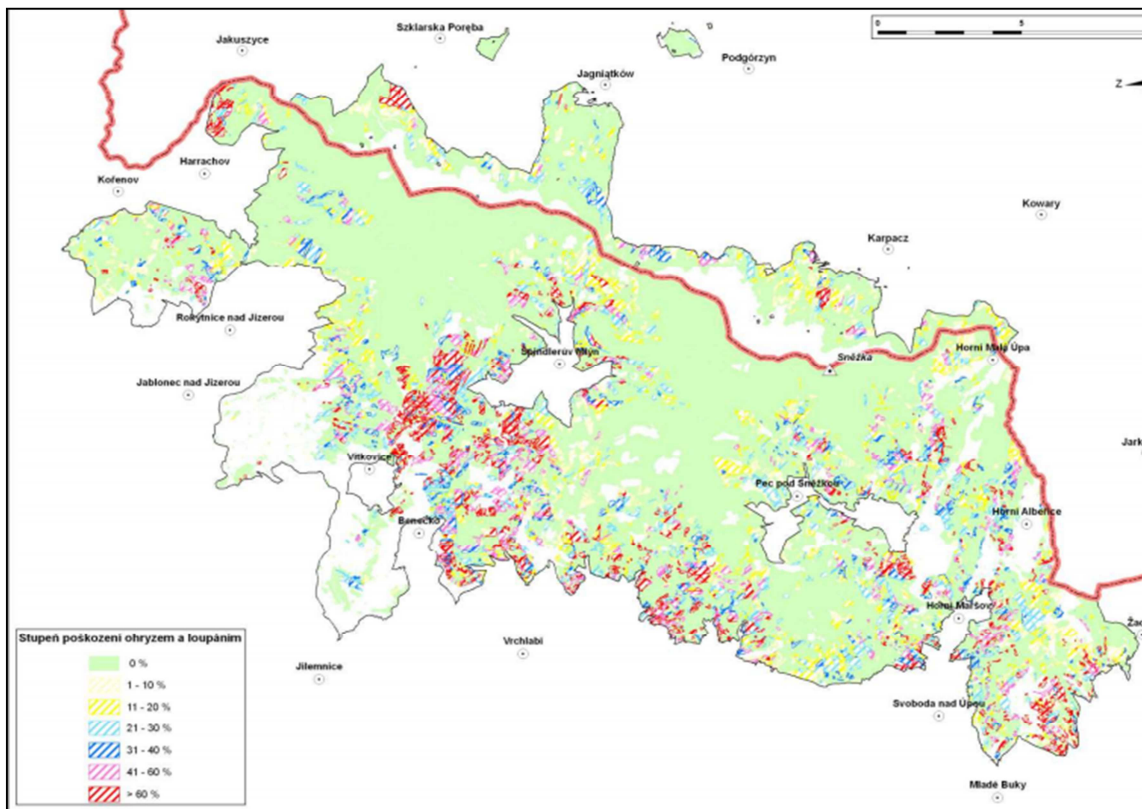 Szklarska Poręba
0
5
Jakuszyce
Podgórzyn
Jagniątków
Z
Harrachov
Kořenov
Kowary
Karpacz
Rokytnice nad Jizerou
Špindlerův Mlýn
Sněžka
Horní Malá Úpa
Jablonec nad Jizerou
Vítkovice
Pec pod Sněžkou
Benecko
Horní Albeřice
Horní Maršov
Vrchlabí
Jilemnice
Svoboda nad Úpou
Mladé Buky
Stupeň poškození ohryzem a loupáním
0 %
1 - 10 %
11 - 20 %
21 - 30 %
31 - 40 %
41 - 60 %
> 60 %